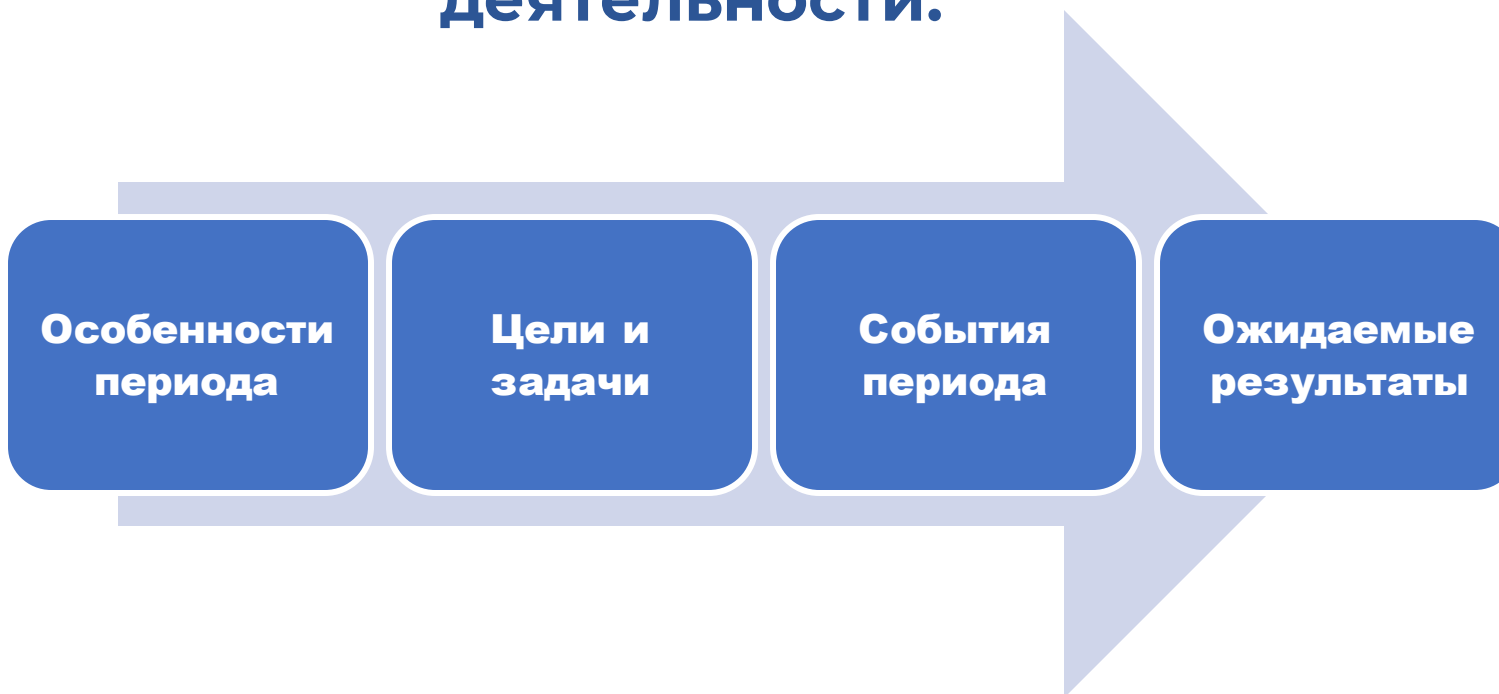 деятельности.
Особенности
периода
Цели и
задачи
События
периода
Ожидаемые
результаты